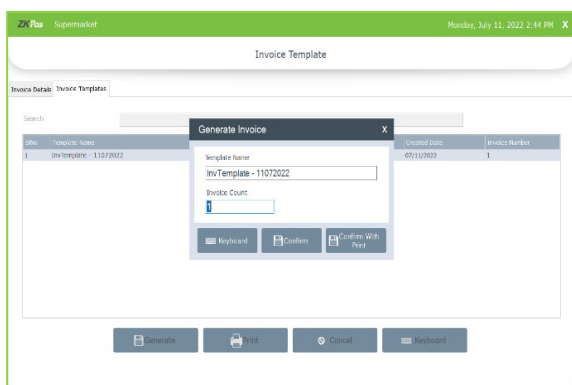 ZKPos Supermarket Monday, July 11, 2022 2:44 PM X
Invoice Template
Invoice Details Invoice Templates
Search
SlNo Template Name Created Date Invoice Number
1 InvTemplate - 11072022 07/11/2022 1
Generate Invoice X
Template Name
InvTemplate - 11072022
Invoice Count
1
Keyboard Confirm Confirm With
Print
Generate Print Cancel Keyboard